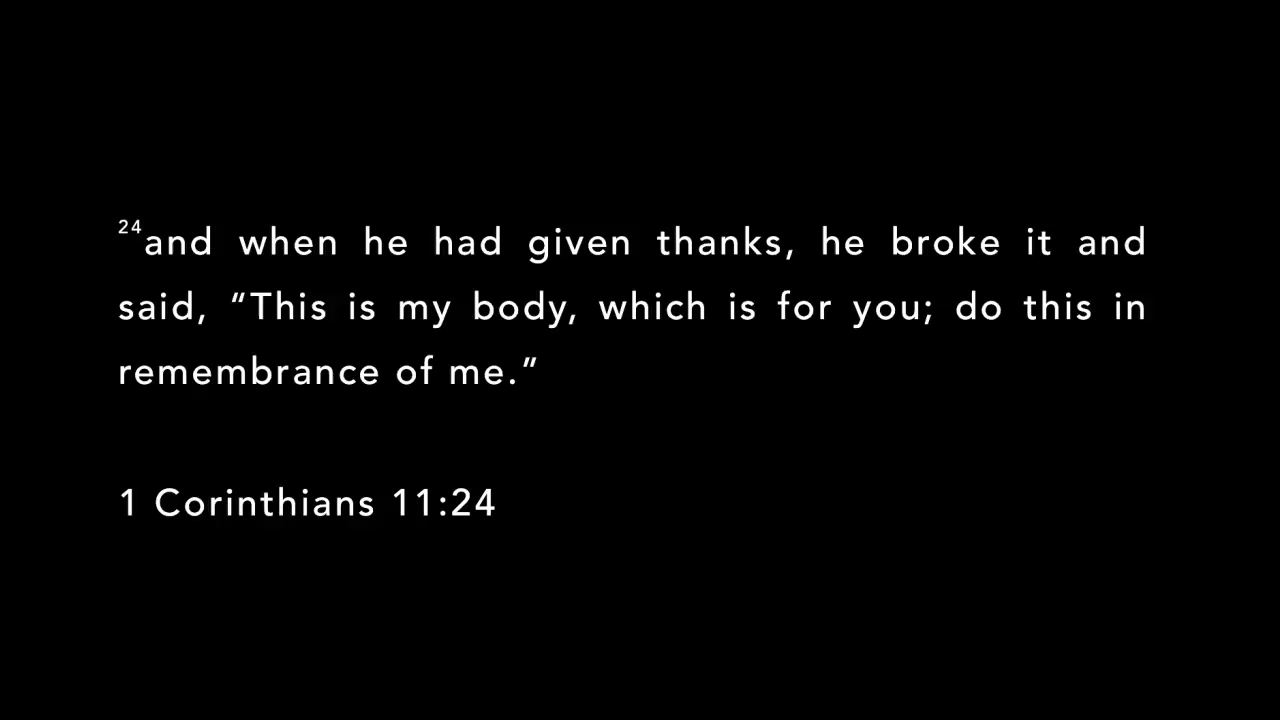 24and when he had given thanks, he broke it and
said, “This is my body, which is for you; do this in
remembrance of me.”
1 Corinthians 11:24